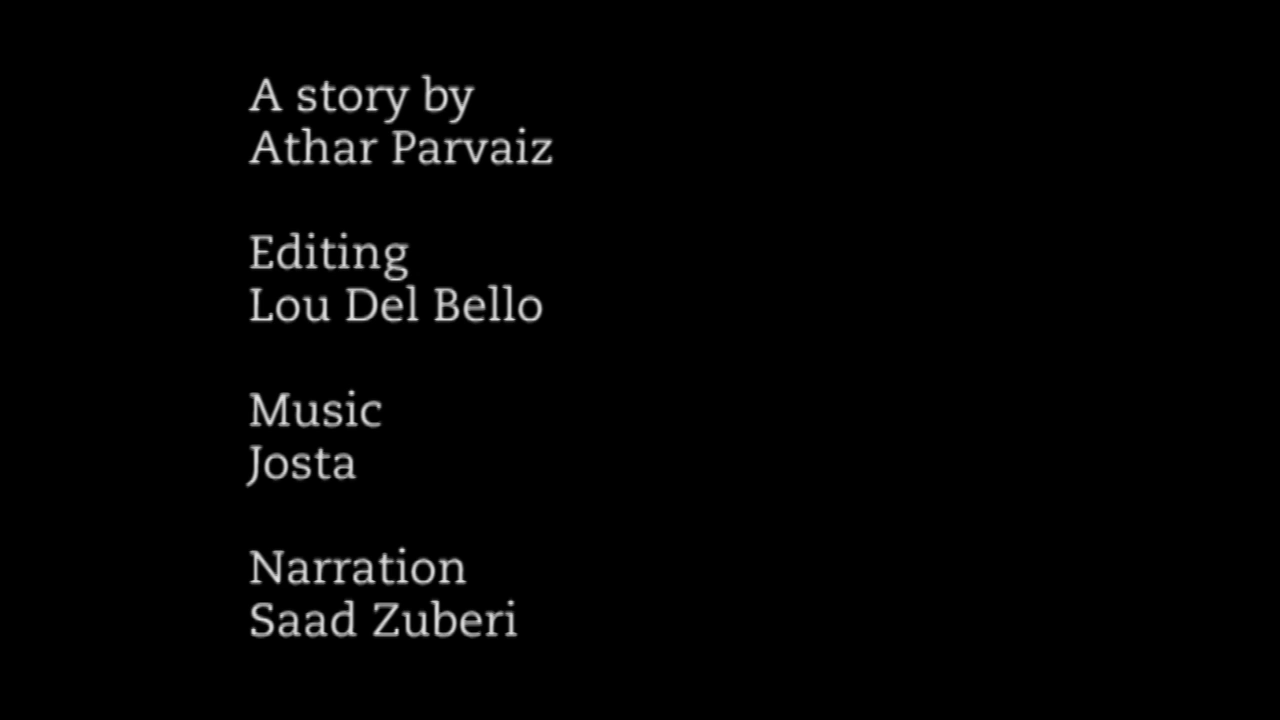 A story by
Athar Parvaiz
Editing
Lou Del Bello
Music
Josta
Narration
Saad Zuberi